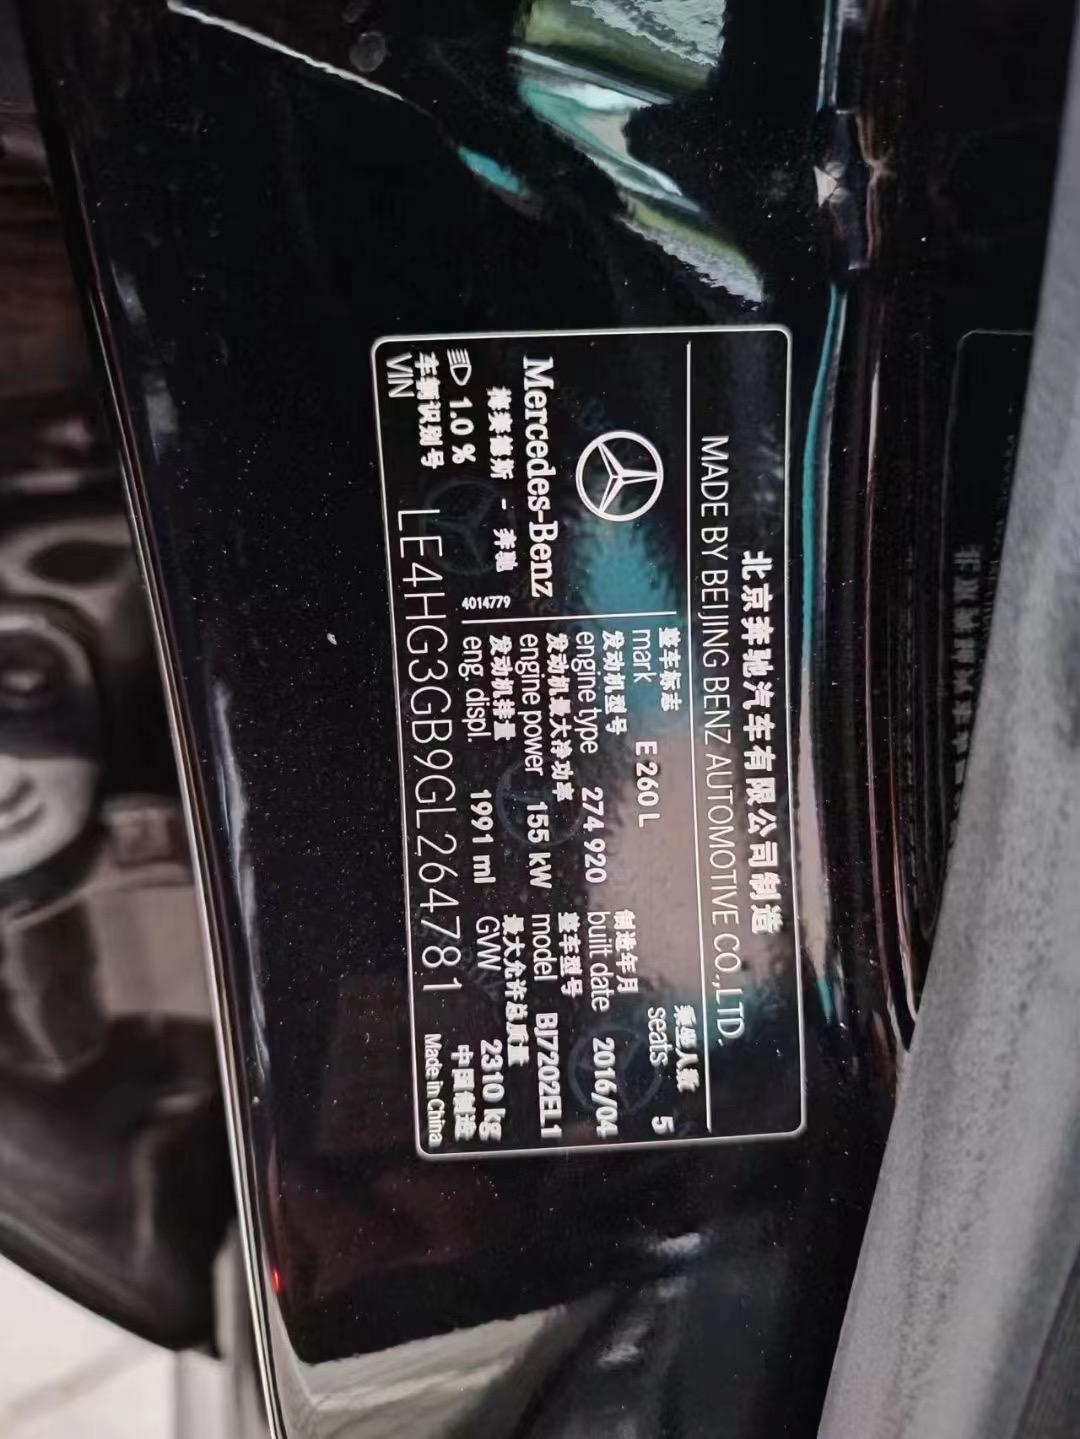 北京奔驰汽车有限公司制造
MADE BY BEIJING BENZ AUTOMOTIVE CO.,LTD.
乘坐人数
seats 5
整车标志
mark E 260 L
制造年月
built date 2016/04
发动机型号
engine type 274 920
整车型号
model BJ7202EL1
发动机最大净功率
engine power 155 kW
最大允许总质量
GVW 2310 kg
发动机排量
eng. displ. 1991 ml
Mercedes-Benz
梅赛德斯 - 奔驰
4014779
1.0 %
中国制造
Made in China
车辆识别号
VIN LE4HG3GB9GL264781